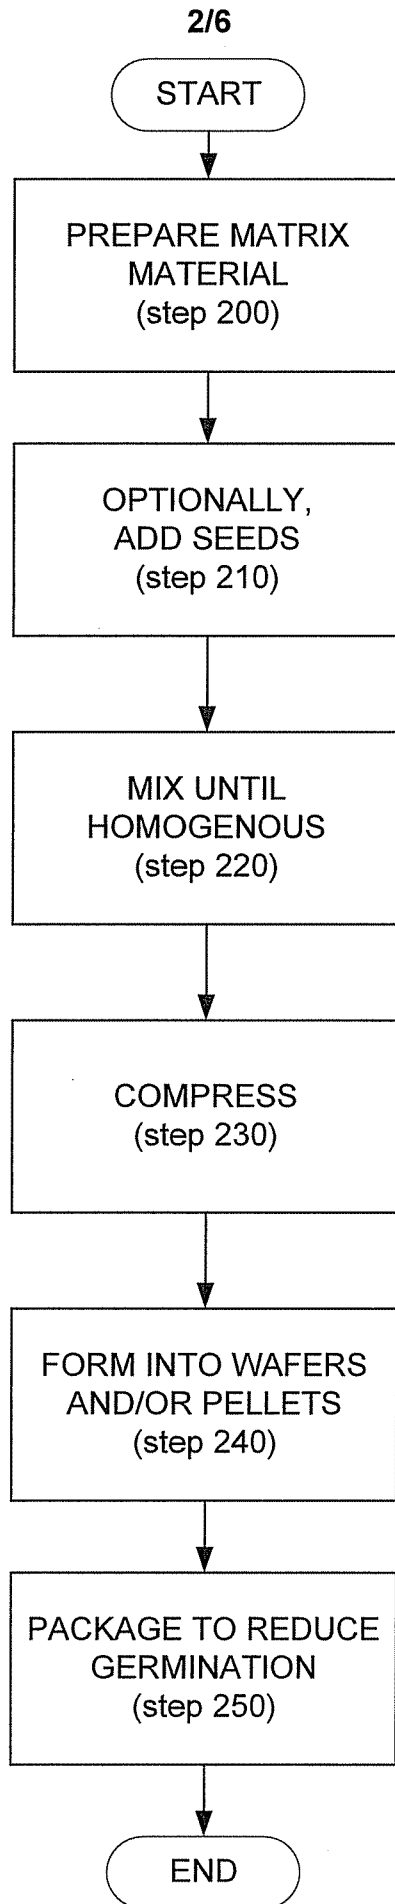 2/6
START
PREPARE MATRIX
MATERIAL
(step 200)
OPTIONALLY,
ADD SEEDS
(step 210)
MIX UNTIL
HOMOGENOUS
(step 220)
COMPRESS
(step 230)
FORM INTO WAFERS
AND/OR PELLETS
(step 240)
PACKAGE TO REDUCE
GERMINATION
(step 250)
END